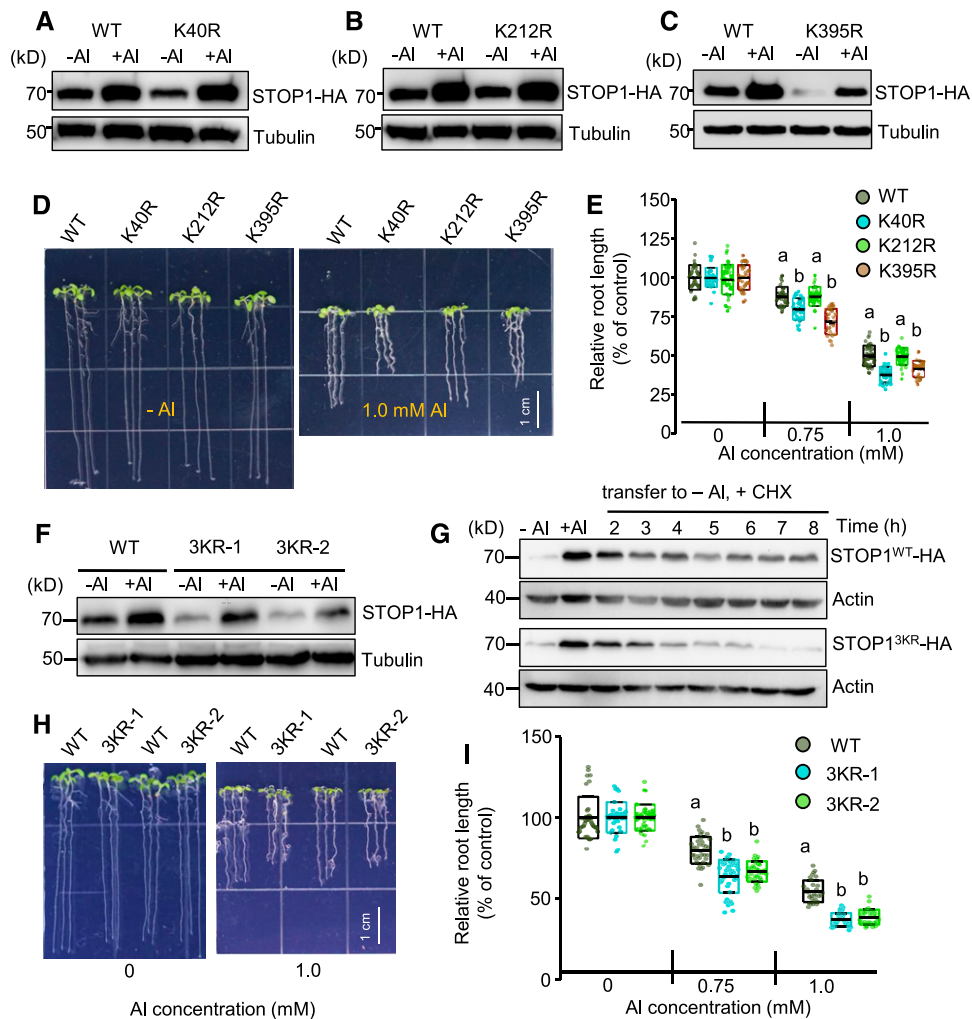 A
WT K40R
(kD) –Al +Al –Al +Al
70 STOP1-HA
50 Tubulin
B
WT K212R
(kD) –Al +Al –Al +Al
70 STOP1-HA
50 Tubulin
C
WT K395R
(kD) –Al +Al –Al +Al
70 STOP1-HA
50 Tubulin
D
WT K40R K212R K395R WT K40R K212R K395R
- Al
1.0 mM Al
1 cm
E
WT
K40R
K212R
K395R
Relative root length
(% of control)
150
125
100
75
50
25
0
a b a b
a b a b
0 0.75 1.0
Al concentration (mM)
F
WT 3KR-1 3KR-2
(kD) –Al +Al –Al +Al –Al +Al
70 STOP1-HA
50 Tubulin
G
transfer to – Al, + CHX
(kD) - Al +Al 2 3 4 5 6 7 8 Time (h)
70 STOP1WT-HA
40 Actin
70 STOP13KR-HA
40 Actin
H
WT 3KR-1 WT 3KR-2 WT 3KR-1 WT 3KR-2
1 cm
0 1.0
Al concentration (mM)
I
WT
3KR-1
3KR-2
Relative root length
(% of control)
150
100
50
0
a b b
a b b
0 0.75 1.0
Al concentration (mM)